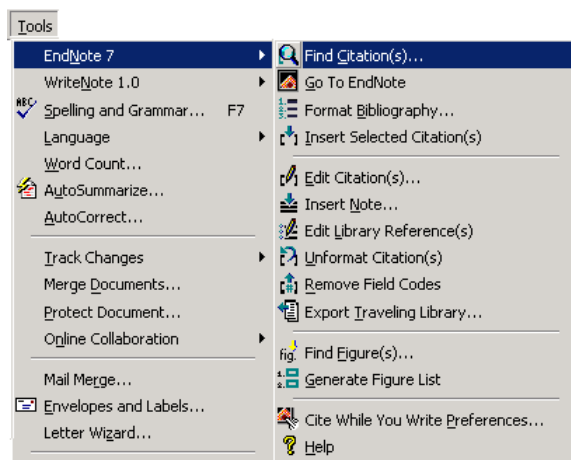 Tools
EndNote 7
WriteNote 1.0
ABC Spelling and Grammar... F7
Language
Word Count...
AutoSummarize...
AutoCorrect...
Track Changes
Merge Documents...
Protect Document...
Online Collaboration
Mail Merge...
Envelopes and Labels...
Letter Wizard...
Find Citation(s)...
Go To EndNote
Format Bibliography...
Insert Selected Citation(s)
Edit Citation(s)...
Insert Note...
Edit Library Reference(s)
Unformat Citation(s)
Remove Field Codes
Export Traveling Library...
fig. Find Figure(s)...
Generate Figure List
Cite While You Write Preferences...
Help